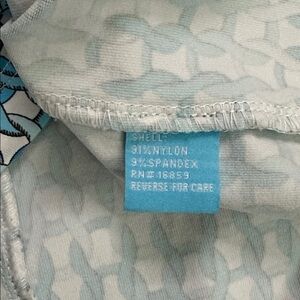 SHELL
91%NYLON
9%SPANDEX
RN# 16859
REVERSE FOR CARE